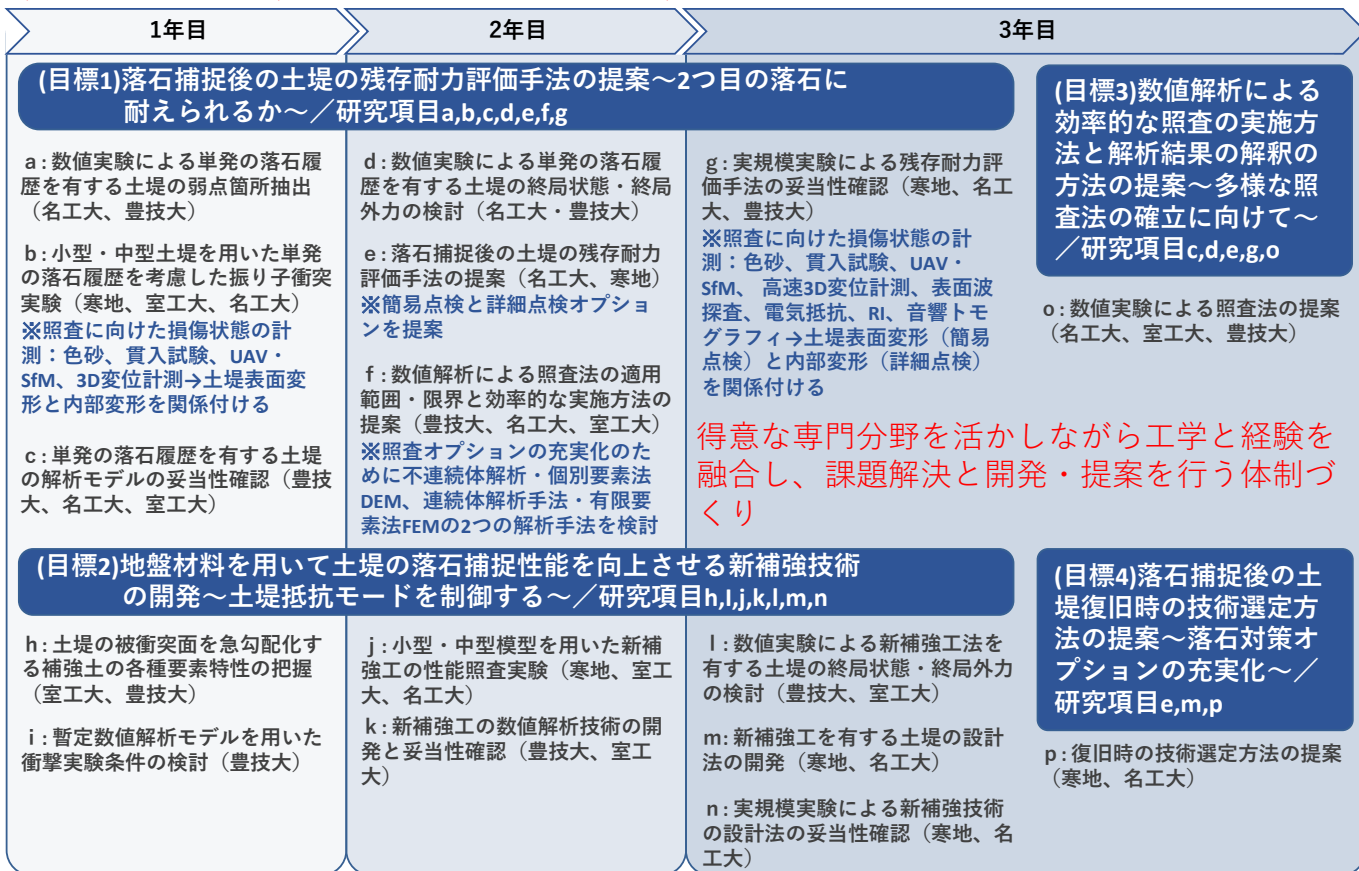 1年目
2年目
3年目
(目標1)落石捕捉後の土堤の残存耐力評価手法の提案~2つ目の落石に
耐えられるか~/研究項目a,b,c,d,e,f,g
a:数値実験による単発の落石履
歴を有する土堤の弱点箇所抽出
(名工大、豊技大)
b:小型・中型土堤を用いた単発
の落石履歴を考慮した振り子衝突
実験(寒地、室工大、名工大)
※照査に向けた損傷状態の計
測:色砂、貫入試験、UAV・
SfM、3D変位計測→土堤表面変
形と内部変形を関係付ける
c:単発の落石履歴を有する土堤
の解析モデルの妥当性確認(豊技
大、名工大、室工大)
d:数値実験による単発の落石履
歴を有する土堤の終局状態・終局
外力の検討(名工大・豊技大)
e:落石捕捉後の土堤の残存耐力
評価手法の提案(名工大、寒地)
※簡易点検と詳細点検オプショ
ンを提案
f:数値解析による照査法の適用
範囲・限界と効率的な実施方法の
提案(豊技大、名工大、室工大)
※照査オプションの充実化のた
めに不連続体解析・個別要素法
DEM、連続体解析手法・有限要
素法FEMの2つの解析手法を検討
g:実規模実験による残存耐力評
価手法の妥当性確認(寒地、名工
大、豊技大)
※照査に向けた損傷状態の計
測:色砂、貫入試験、UAV・
SfM、 高速3D変位計測、表面波
探査、電気抵抗、RI、音響トモ
グラフィ→土堤表面変形(簡易
点検)と内部変形(詳細点検)
を関係付ける
(目標3)数値解析による
効率的な照査の実施方
法と解析結果の解釈の
方法の提案~多様な照
査法の確立に向けて~
/研究項目c,d,e,g,o
o:数値実験による照査法の提案
(名工大、室工大、豊技大)
得意な専門分野を活かしながら工学と経験を
融合し、課題解決と開発・提案を行う体制づ
くり
(目標2)地盤材料を用いて土堤の落石捕捉性能を向上させる新補強技術
の開発~土堤抵抗モードを制御する~/研究項目h,I,j,k,l,m,n
h:土堤の被衝突面を急勾配化す
る補強土の各種要素特性の把握
(室工大、豊技大)
i:暫定数値解析モデルを用いた
衝撃実験条件の検討(豊技大)
j:小型・中型模型を用いた新補
強工の性能照査実験(寒地、室工
大、名工大)
k:新補強工の数値解析技術の開
発と妥当性確認(豊技大、室工
大)
l:数値実験による新補強工法を
有する土堤の終局状態・終局外力
の検討(豊技大、室工大)
m:新補強工を有する土堤の設計
法の開発(寒地、名工大)
n:実規模実験による新補強技術
の設計法の妥当性確認(寒地、名
工大)
(目標4)落石捕捉後の土
堤復旧時の技術選定方
法の提案~落石対策オ
プションの充実化~/
研究項目e,m,p
p:復旧時の技術選定方法の提案
(寒地、名工大)